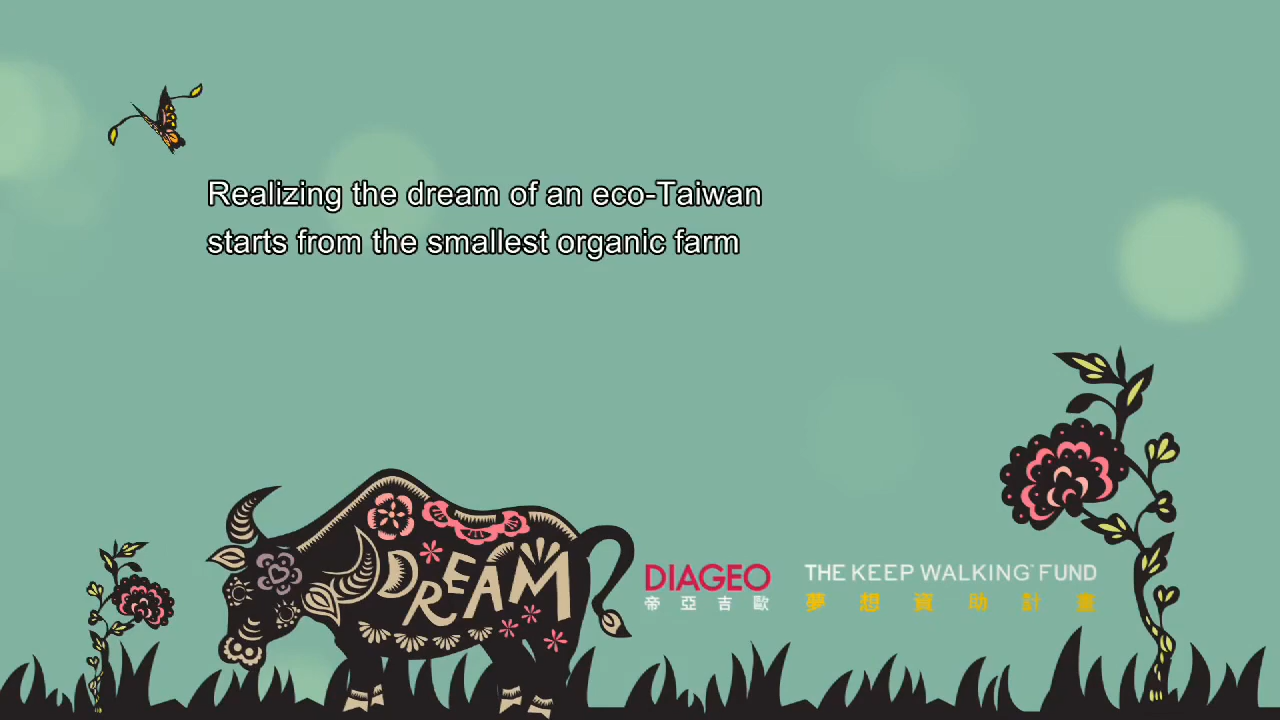 Realizing the dream of an eco-Taiwan
starts from the smallest organic farm
DREAM
DIAGEO
帝亞吉歐
THE KEEP WALKING FUND
夢想資助計畫